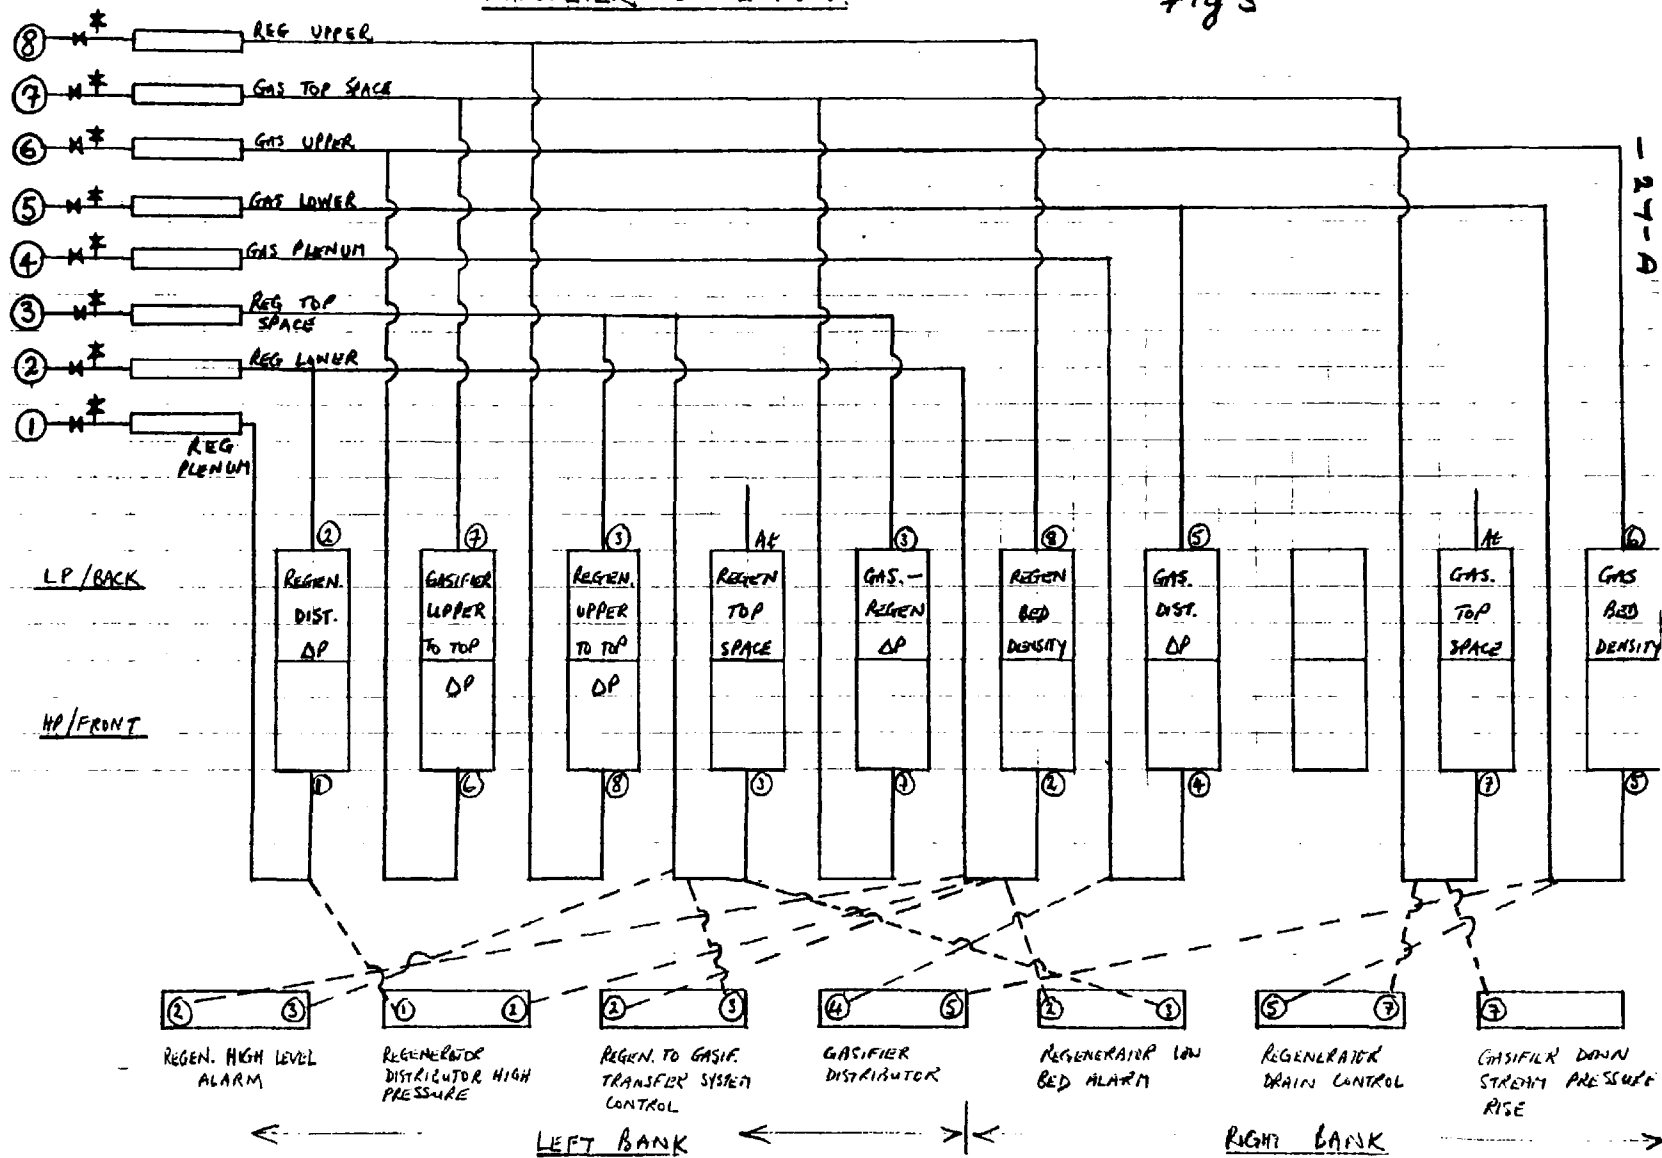 Fig 3
- 27 - A
⑧ REG UPPER
⑦ GAS TOP SPACE
⑥ GAS UPPER
⑤ GAS LOWER
④ GAS PLENUM
③ REG TOP
SPACE
② REG LOWER
①
REG
PLENUM
② ⑦ ③ At ③ ⑧ ⑤ At ⑥
LP/BACK
REGEN.
DIST.
ΔP
GASIFIER
UPPER
TO TOP
ΔP
REGEN.
UPPER
TO TOP
ΔP
REGEN
TOP
SPACE
GAS.-
REGEN
ΔP
REGEN
BED
DENSITY
GAS.
DIST.
ΔP
GAS.
TOP
SPACE
GAS
BED
DENSITY
HP/FRONT
① ⑥ ⑧ ③ ⑦ ② ④ ⑦ ⑤
② ③
REGEN. HIGH LEVEL
ALARM
① ②
REGENERATOR
DISTRIBUTOR HIGH
PRESSURE
② ③
REGEN. TO GASIF.
TRANSFER SYSTEM
CONTROL
④ ⑤
GASIFIER
DISTRIBUTOR
② ③
REGENERATER LOW
BED ALARM
⑤ ⑦
REGENERATER
DRAIN CONTROL
⑦
GASIFIER DOWN
STREAM PRESSURE
RISE
LEFT BANK
RIGHT BANK